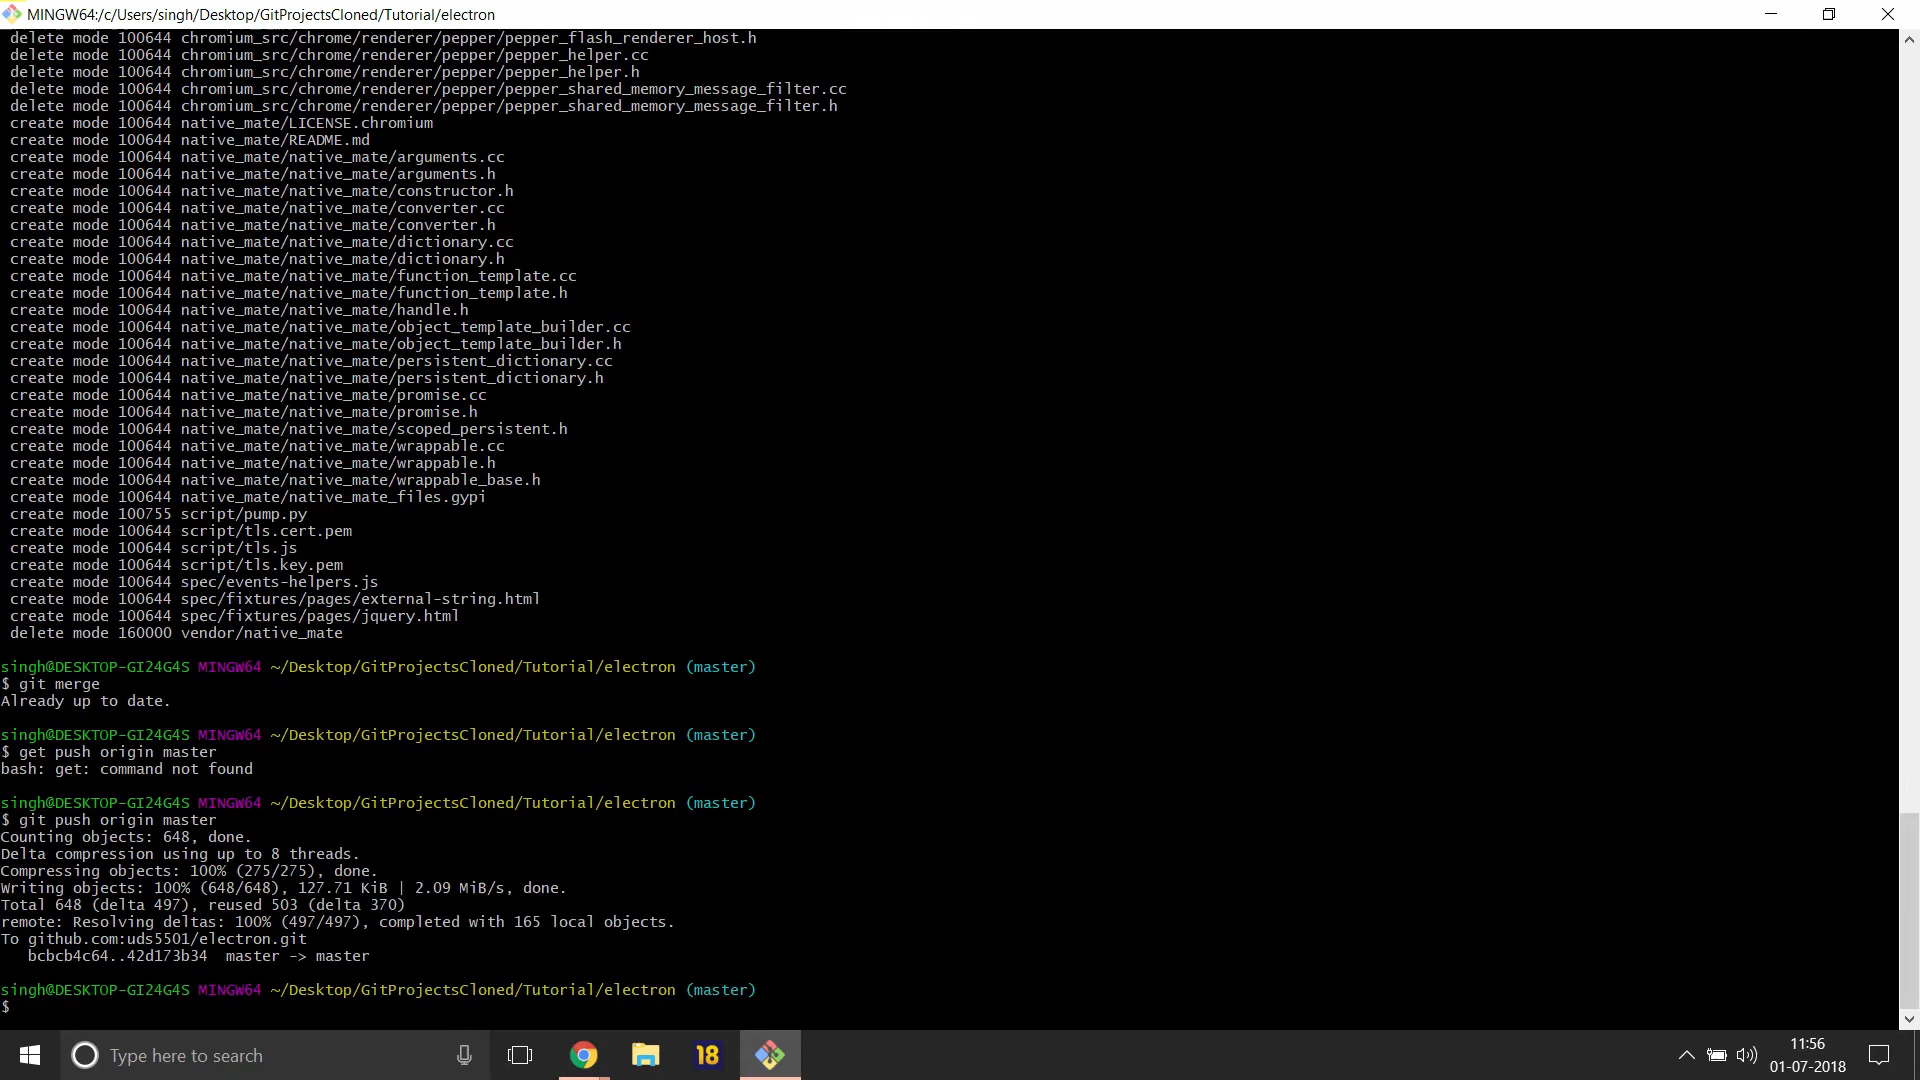 MINGW64:/c/Users/singh/Desktop/GitProjectsCloned/Tutorial/electron
delete mode 100644 chromium_src/chrome/renderer/pepper/pepper_flash_renderer_host.h
delete mode 100644 chromium_src/chrome/renderer/pepper/pepper_helper.cc
delete mode 100644 chromium_src/chrome/renderer/pepper/pepper_helper.h
delete mode 100644 chromium_src/chrome/renderer/pepper/pepper_shared_memory_message_filter.cc
delete mode 100644 chromium_src/chrome/renderer/pepper/pepper_shared_memory_message_filter.h
create mode 100644 native_mate/LICENSE.chromium
create mode 100644 native_mate/README.md
create mode 100644 native_mate/native_mate/arguments.cc
create mode 100644 native_mate/native_mate/arguments.h
create mode 100644 native_mate/native_mate/constructor.h
create mode 100644 native_mate/native_mate/converter.cc
create mode 100644 native_mate/native_mate/converter.h
create mode 100644 native_mate/native_mate/dictionary.cc
create mode 100644 native_mate/native_mate/dictionary.h
create mode 100644 native_mate/native_mate/function_template.cc
create mode 100644 native_mate/native_mate/function_template.h
create mode 100644 native_mate/native_mate/handle.h
create mode 100644 native_mate/native_mate/object_template_builder.cc
create mode 100644 native_mate/native_mate/object_template_builder.h
create mode 100644 native_mate/native_mate/persistent_dictionary.cc
create mode 100644 native_mate/native_mate/persistent_dictionary.h
create mode 100644 native_mate/native_mate/promise.cc
create mode 100644 native_mate/native_mate/promise.h
create mode 100644 native_mate/native_mate/scoped_persistent.h
create mode 100644 native_mate/native_mate/wrappable.cc
create mode 100644 native_mate/native_mate/wrappable.h
create mode 100644 native_mate/native_mate/wrappable_base.h
create mode 100644 native_mate/native_mate_files.gypi
create mode 100755 script/pump.py
create mode 100644 script/tls.cert.pem
create mode 100644 script/tls.js
create mode 100644 script/tls.key.pem
create mode 100644 spec/events-helpers.js
create mode 100644 spec/fixtures/pages/external-string.html
create mode 100644 spec/fixtures/pages/jquery.html
delete mode 160000 vendor/native_mate
singh@DESKTOP-GI24G4S MINGW64 ~/Desktop/GitProjectsCloned/Tutorial/electron (master)
$ git merge
Already up to date.
singh@DESKTOP-GI24G4S MINGW64 ~/Desktop/GitProjectsCloned/Tutorial/electron (master)
$ get push origin master
bash: get: command not found
singh@DESKTOP-GI24G4S MINGW64 ~/Desktop/GitProjectsCloned/Tutorial/electron (master)
$ git push origin master
Counting objects: 648, done.
Delta compression using up to 8 threads.
Compressing objects: 100% (275/275), done.
Writing objects: 100% (648/648), 127.71 KiB | 2.09 MiB/s, done.
Total 648 (delta 497), reused 503 (delta 370)
remote: Resolving deltas: 100% (497/497), completed with 165 local objects.
To github.com:uds5501/electron.git
bcbcb4c64..42d173b34  master -> master
singh@DESKTOP-GI24G4S MINGW64 ~/Desktop/GitProjectsCloned/Tutorial/electron (master)
$
Type here to search
18
11:56
01-07-2018